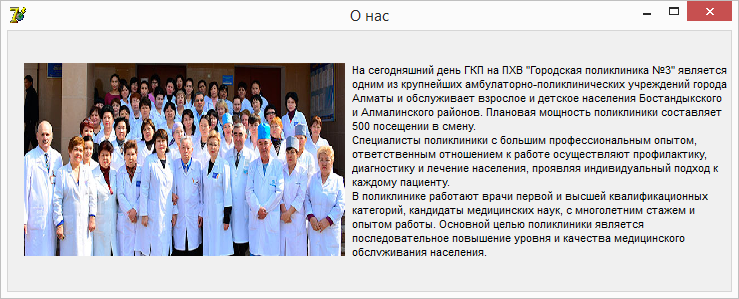 О нас
На сегодняшний день ГКП на ПХВ "Городская поликлиника №3" является
одним из крупнейших амбулаторно-поликлинических учреждений города
Алматы и обслуживает взрослое и детское населения Бостандыкского
и Алмалинского районов. Плановая мощность поликлиники составляет
500 посещении в смену.
Специалисты поликлиники с большим профессиональным опытом,
ответственным отношением к работе осуществляют профилактику,
диагностику и лечение населения, проявляя индивидуальный подход к
каждому пациенту.
В поликлинике работают врачи первой и высшей квалификационных
категорий, кандидаты медицинских наук, с многолетним стажем и
опытом работы. Основной целью поликлиники является
последовательное повышение уровня и качества медицинского
обслуживания населения.